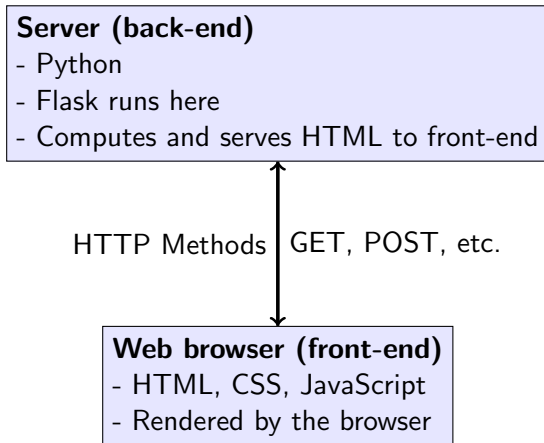 Server (back-end)
- Python
- Flask runs here
- Computes and serves HTML to front-end
HTTP Methods GET, POST, etc.
Web browser (front-end)
- HTML, CSS, JavaScript
- Rendered by the browser